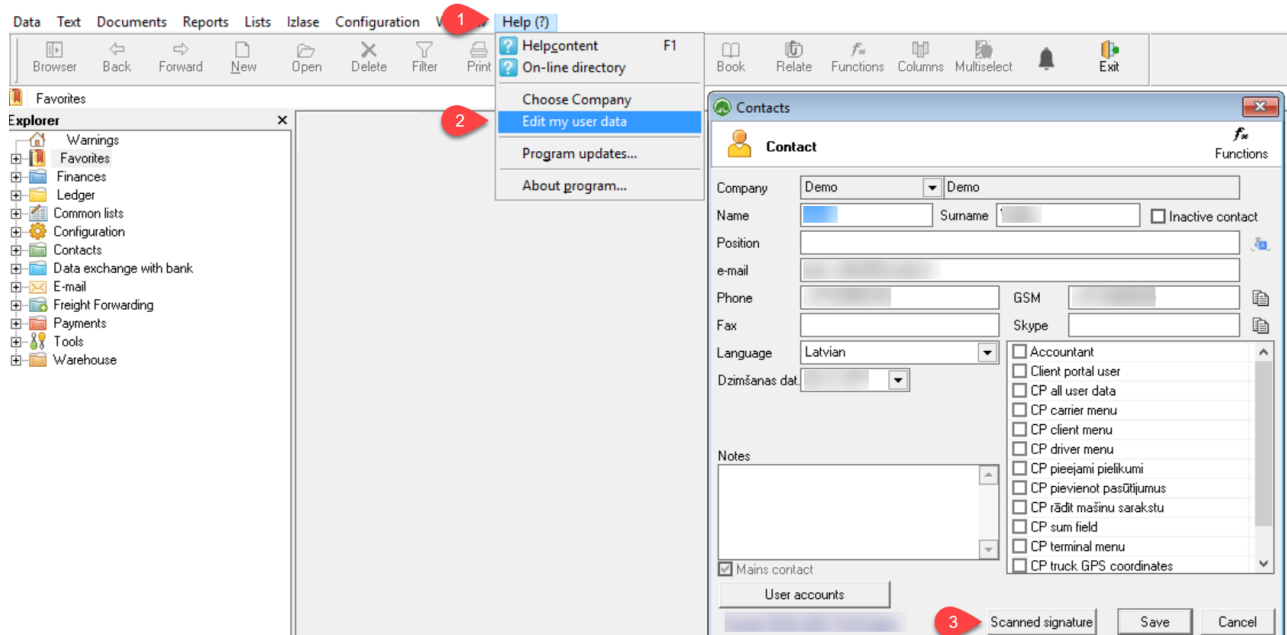 Data Text Documents Reports Lists Izlase Configuration 1 Help (?)
Browser Back Forward New Open Delete Filter Print Book Relate Functions Columns Multiselect Exit
Helpcontent F1
On-line directory
Choose Company
2 Edit my user data
Program updates...
About program...
Favorites
Explorer
Warnings
Favorites
Finances
Ledger
Common lists
Configuration
Contacts
Data exchange with bank
E-mail
Freight Forwarding
Payments
Tools
Warehouse
Contacts
Contact
Functions
Company Demo Demo
Name Surname Inactive contact
Position
e-mail
Phone GSM
Fax Skype
Language Latvian
Dzimšanas dat.
Accountant
Client portal user
CP all user data
CP carrier menu
CP client menu
CP driver menu
CP pieejami pielikumi
CP pievienot pasūtījumus
CP rādīt mašīnu sarakstu
CP sum field
CP terminal menu
CP truck GPS coordinates
Notes
Mains contact
User accounts
3 Scanned signature Save Cancel